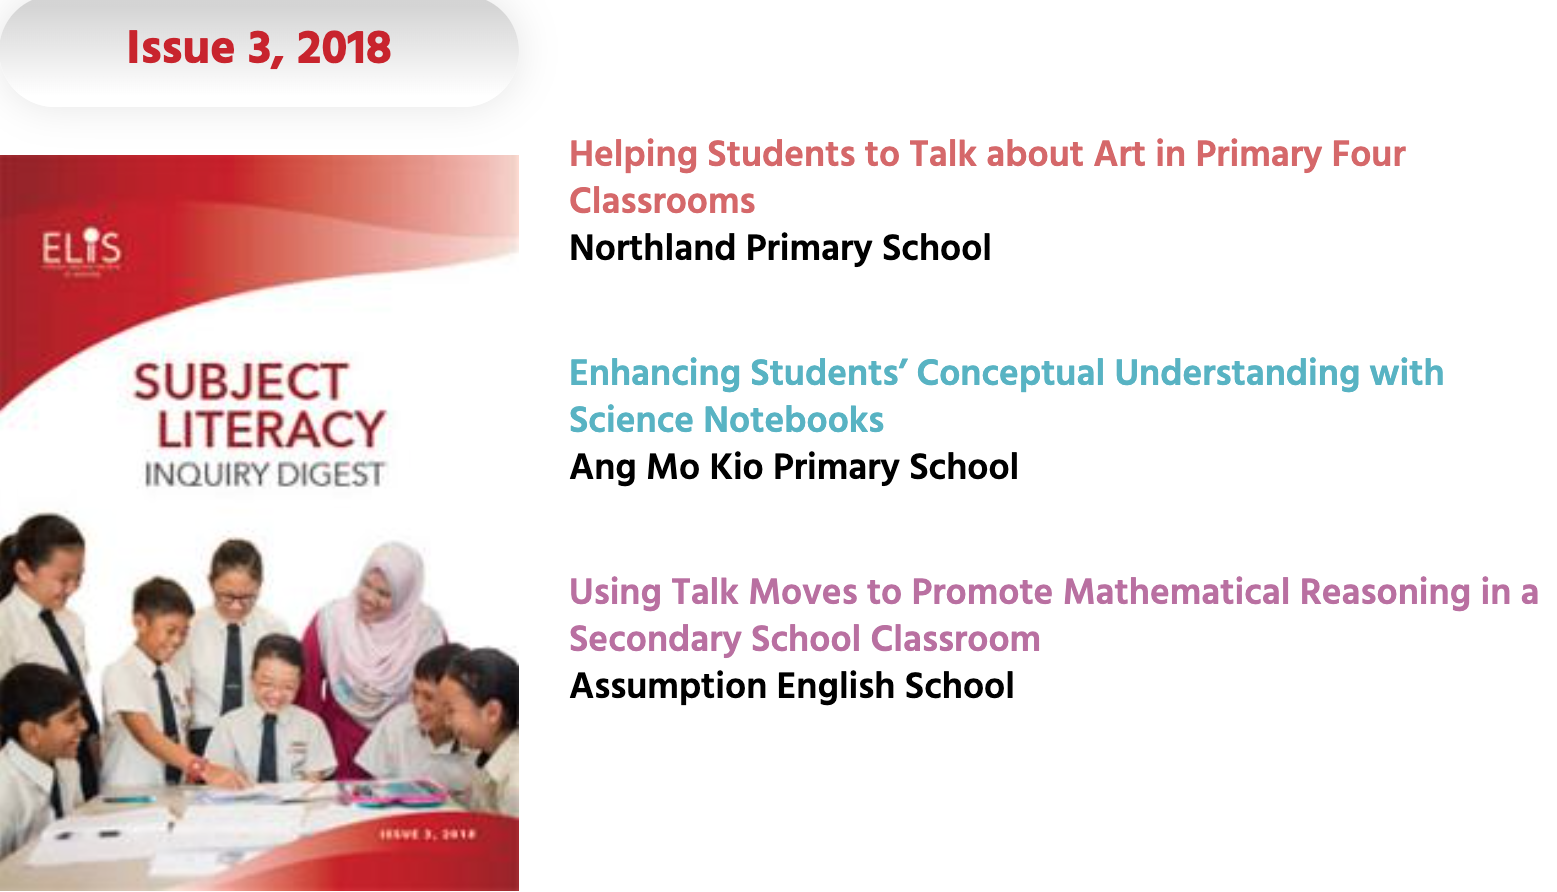 Issue 3, 2018
ELiS
SUBJECT
LITERACY
INQUIRY DIGEST
ISSUE 3, 2018
Helping Students to Talk about Art in Primary Four
Classrooms
Northland Primary School
Enhancing Students’ Conceptual Understanding with
Science Notebooks
Ang Mo Kio Primary School
Using Talk Moves to Promote Mathematical Reasoning in a
Secondary School Classroom
Assumption English School